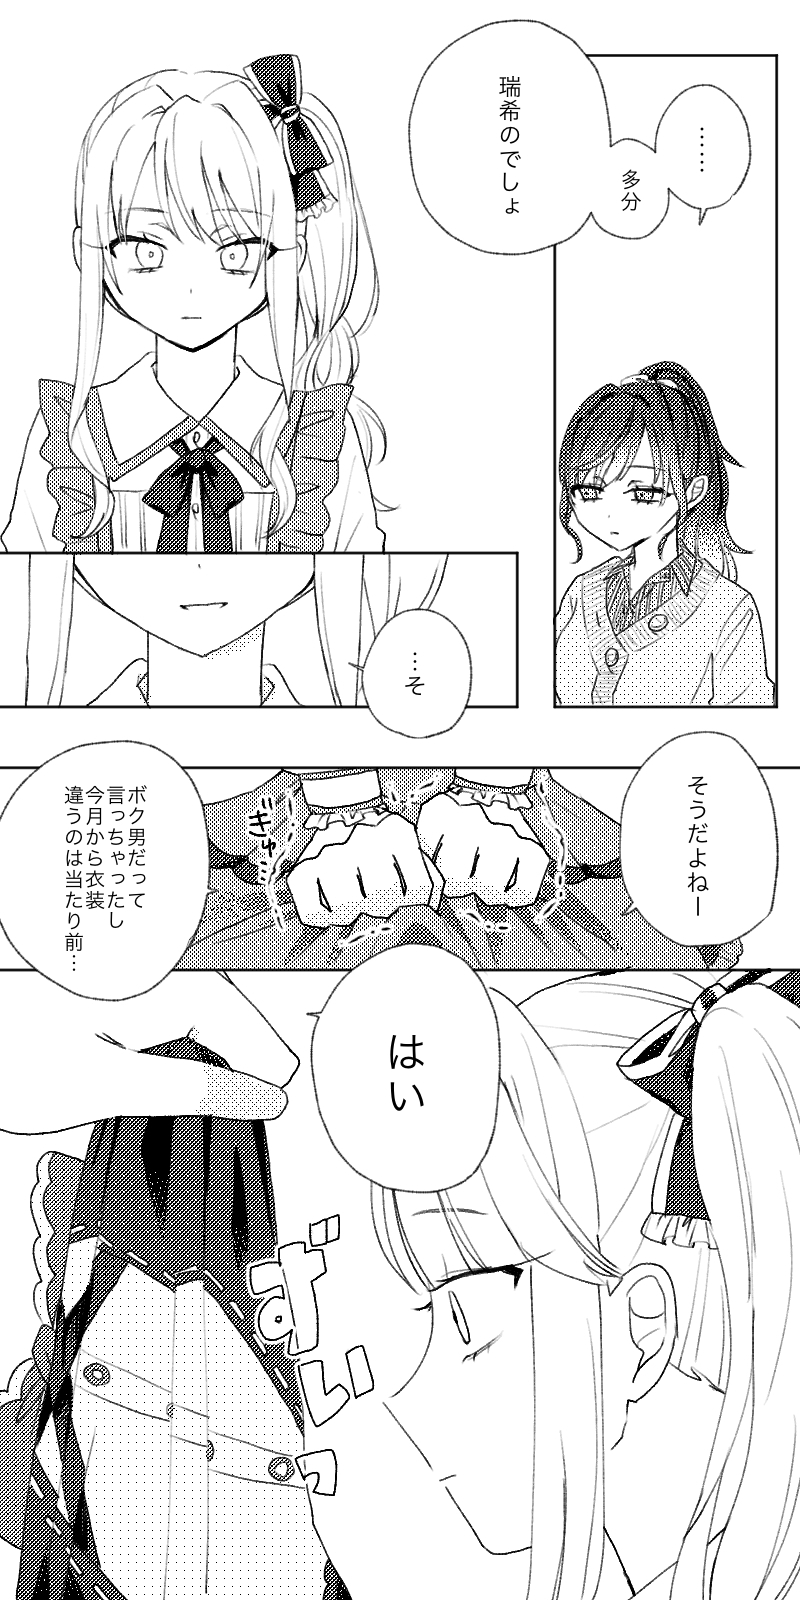 ……
多分
瑞希のでしょ
…そ
そうだよねー
ぎゅ…
ボク男だって
言っちゃったし
今月から衣装
違うのは当たり前…
はい
ずいっ